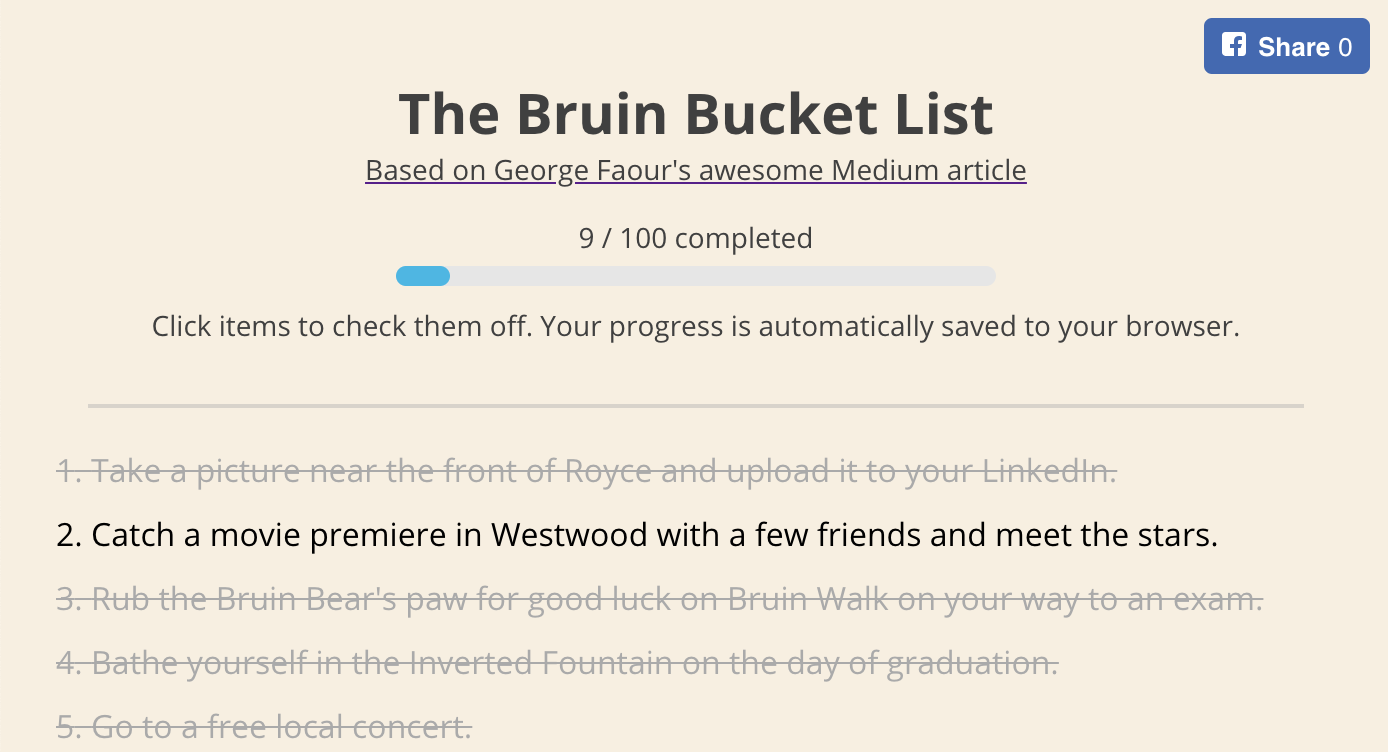 Share 0
The Bruin Bucket List
Based on George Faour's awesome Medium article
9 / 100 completed
Click items to check them off. Your progress is automatically saved to your browser.
1. Take a picture near the front of Royce and upload it to your LinkedIn.
2. Catch a movie premiere in Westwood with a few friends and meet the stars.
3. Rub the Bruin Bear's paw for good luck on Bruin Walk on your way to an exam.
4. Bathe yourself in the Inverted Fountain on the day of graduation.
5. Go to a free local concert.